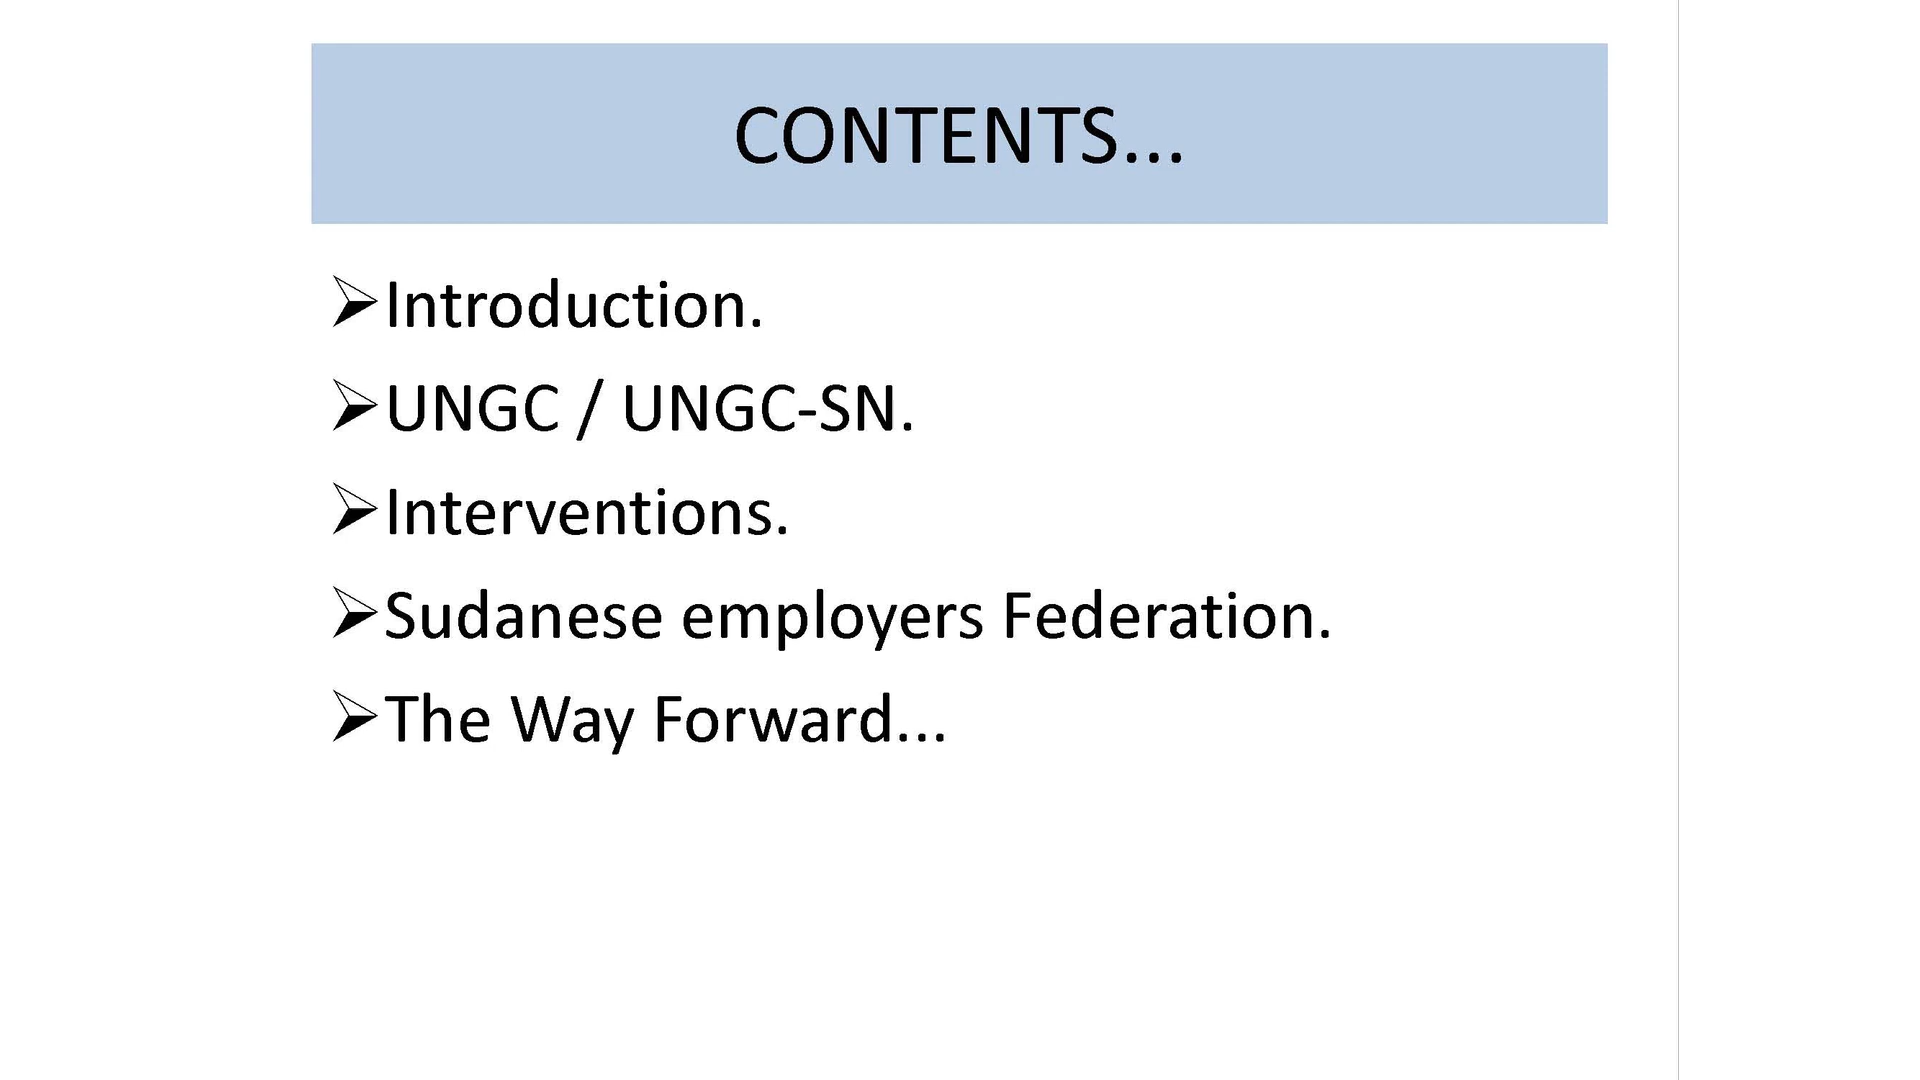 CONTENTS...
➢Introduction.
➢UNGC / UNGC-SN.
➢Interventions.
➢Sudanese employers Federation.
➢The Way Forward...